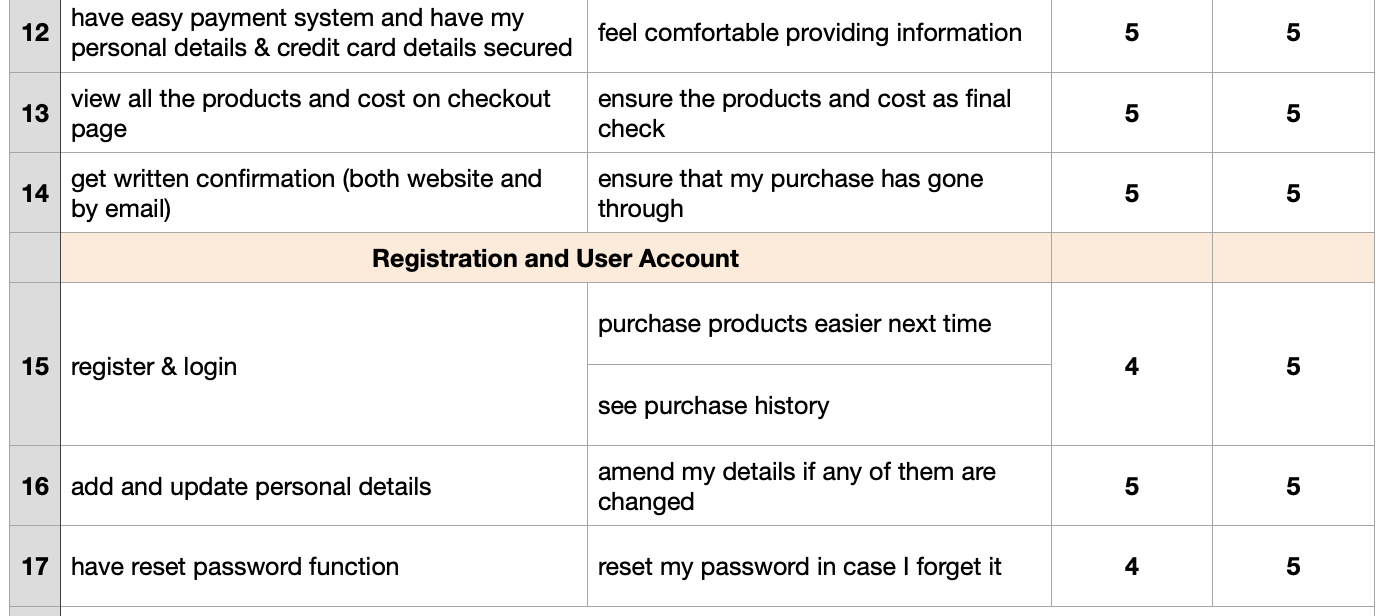 12
have easy payment system and have my
personal details & credit card details secured
feel comfortable providing information
5
5
13
view all the products and cost on checkout
page
ensure the products and cost as final
check
5
5
14
get written confirmation (both website and
by email)
ensure that my purchase has gone
through
5
5
Registration and User Account
15
register & login
purchase products easier next time
see purchase history
4
5
16
add and update personal details
amend my details if any of them are
changed
5
5
17
have reset password function
reset my password in case I forget it
4
5